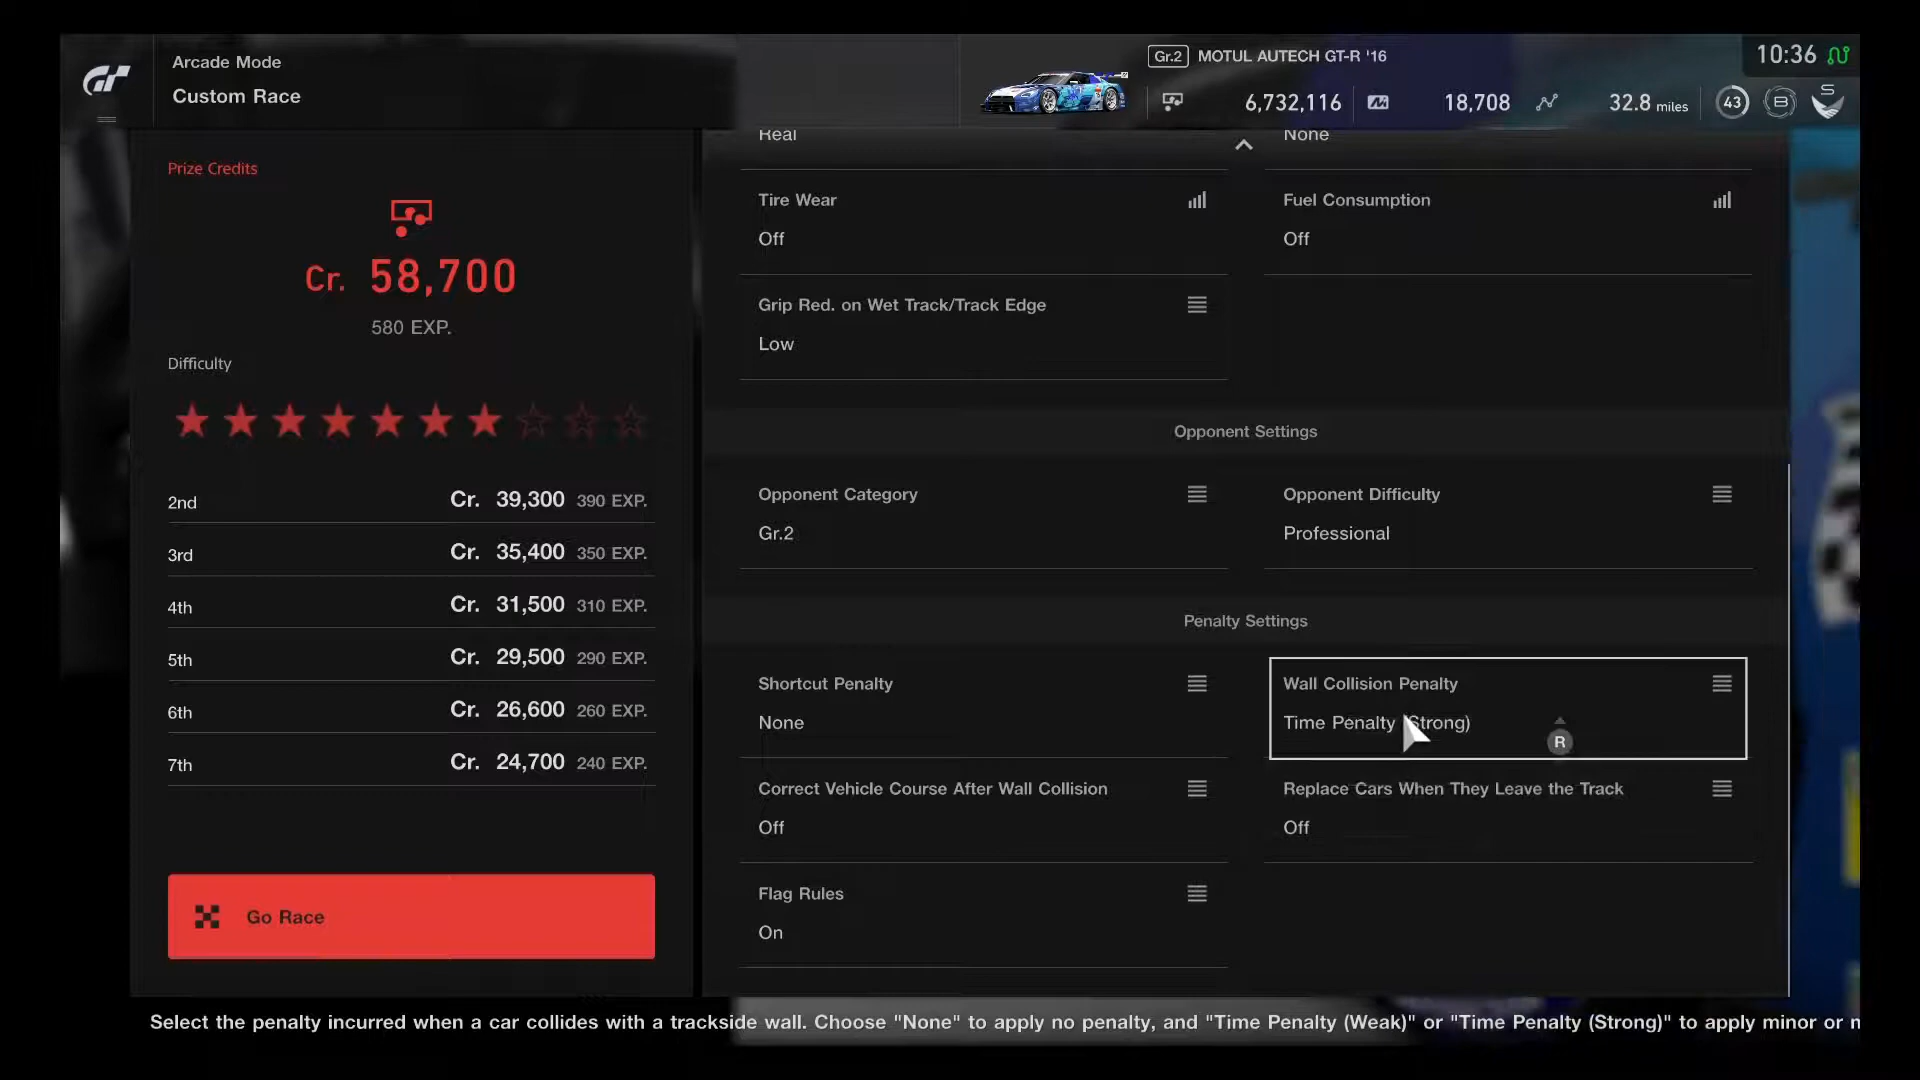 Arcade Mode
Custom Race
Gr.2 MOTUL AUTECH GT-R '16
10:36
6,732,116 18,708 32.8 miles 43 B S
Prize Credits
Cr. 58,700
580 EXP.
Difficulty
2nd Cr. 39,300 390 EXP.
3rd Cr. 35,400 350 EXP.
4th Cr. 31,500 310 EXP.
5th Cr. 29,500 290 EXP.
6th Cr. 26,600 260 EXP.
7th Cr. 24,700 240 EXP.
Go Race
Real None
Tire Wear Fuel Consumption
Off Off
Grip Red. on Wet Track/Track Edge
Low
Opponent Settings
Opponent Category Opponent Difficulty
Gr.2 Professional
Penalty Settings
Shortcut Penalty Wall Collision Penalty
None Time Penalty (Strong)
R
Correct Vehicle Course After Wall Collision Replace Cars When They Leave the Track
Off Off
Flag Rules
On
Select the penalty incurred when a car collides with a trackside wall. Choose "None" to apply no penalty, and "Time Penalty (Weak)" or "Time Penalty (Strong)" to apply minor or